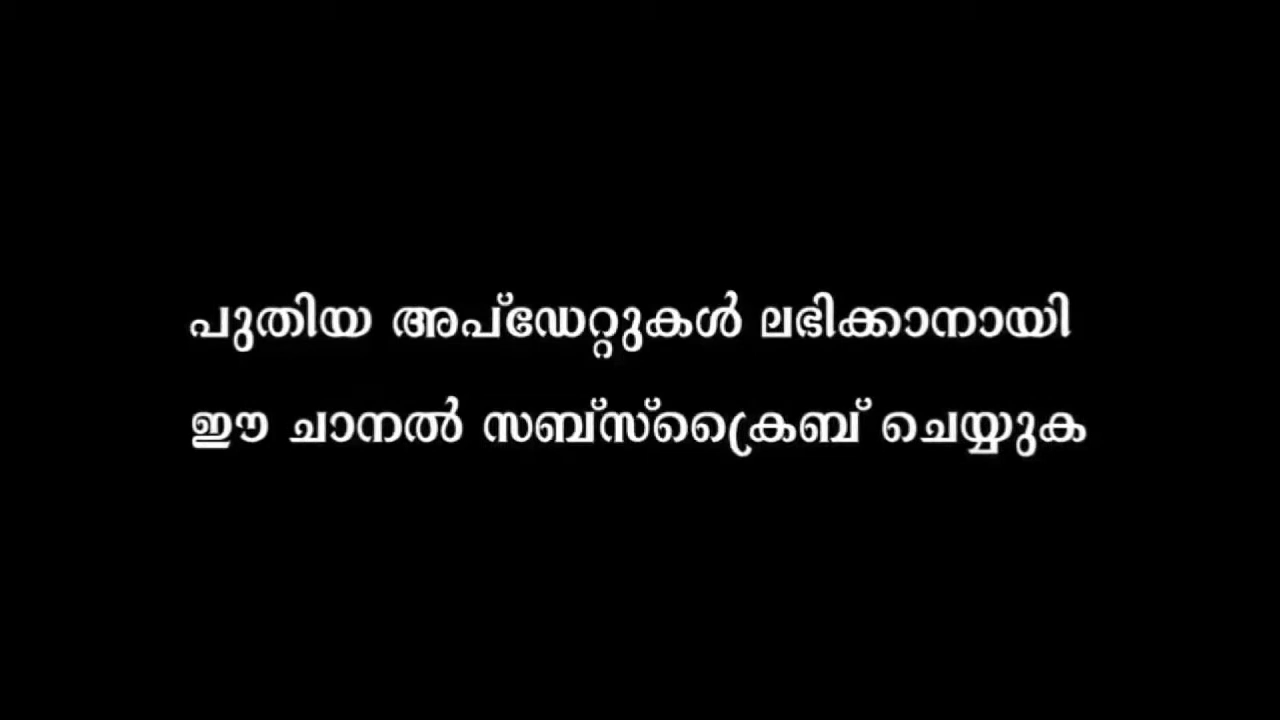 പുതിയ അപ്ഡേറ്റുകൾ ലഭിക്കാനായി
ഈ ചാനൽ സബ്സ്ക്രൈബ് ചെയ്യുക